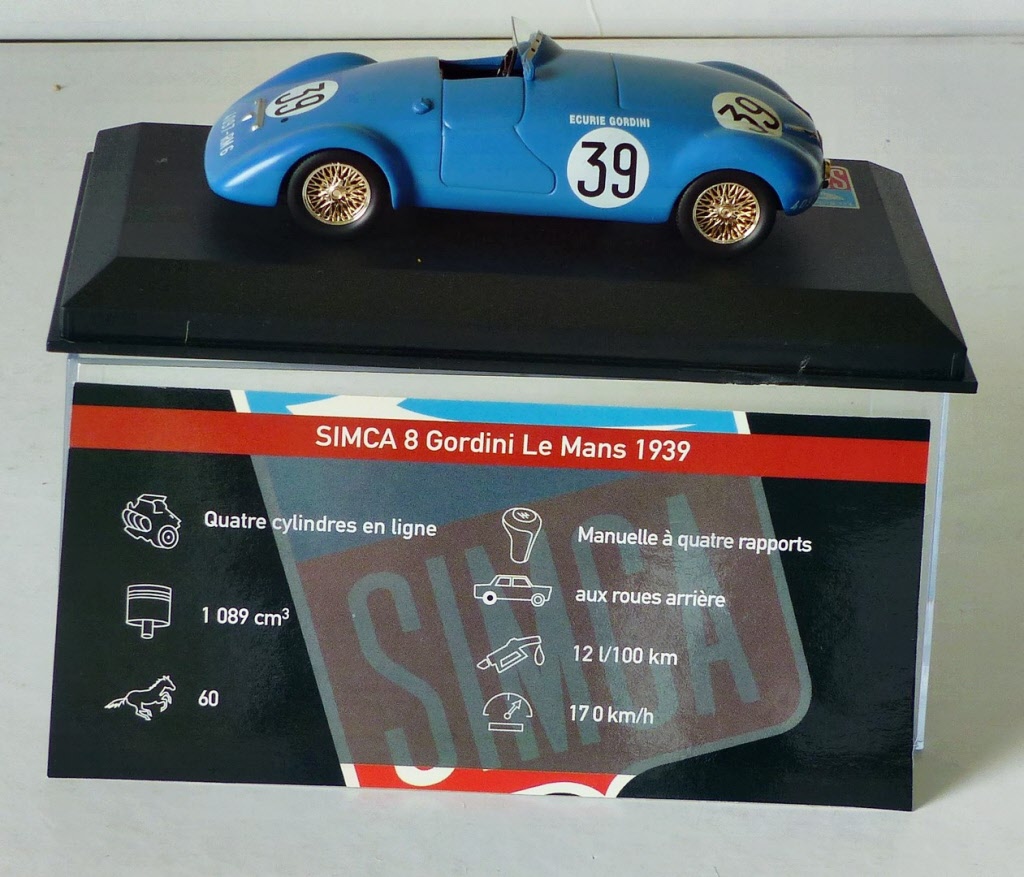 39
ECURIE GORDINI
39
39
SIMCA 8 Gordini Le Mans 1939
Quatre cylindres en ligne
Manuelle à quatre rapports
1 089 cm³
aux roues arrière
12 l/100 km
60
170 km/h
SIMCA